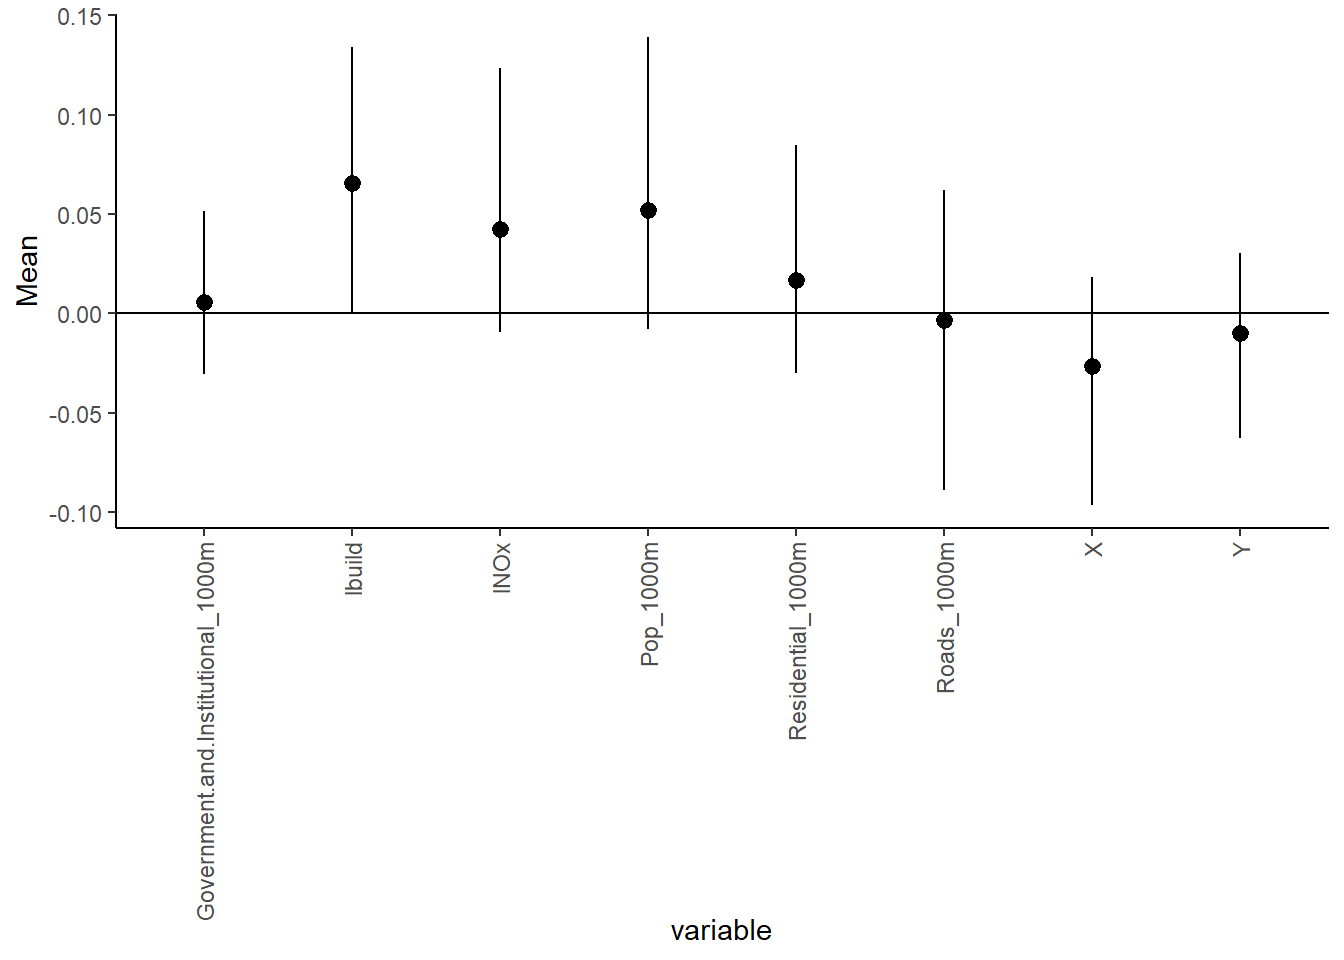 0.15
0.10
0.05
0.00
-0.05
-0.10
Mean
Government.and.Institutional_1000m
lbuild
lNOx
Pop_1000m
Residential_1000m
Roads_1000m
X
Y
variable